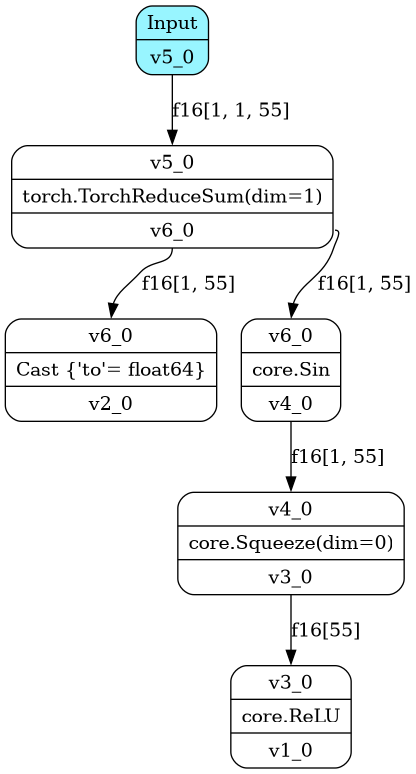 Input
v5_0
f16[1, 1, 55]
v5_0
torch.TorchReduceSum(dim=1)
v6_0
f16[1, 55]
f16[1, 55]
v6_0
Cast {'to'= float64}
v2_0
v6_0
core.Sin
v4_0
f16[1, 55]
v4_0
core.Squeeze(dim=0)
v3_0
f16[55]
v3_0
core.ReLU
v1_0